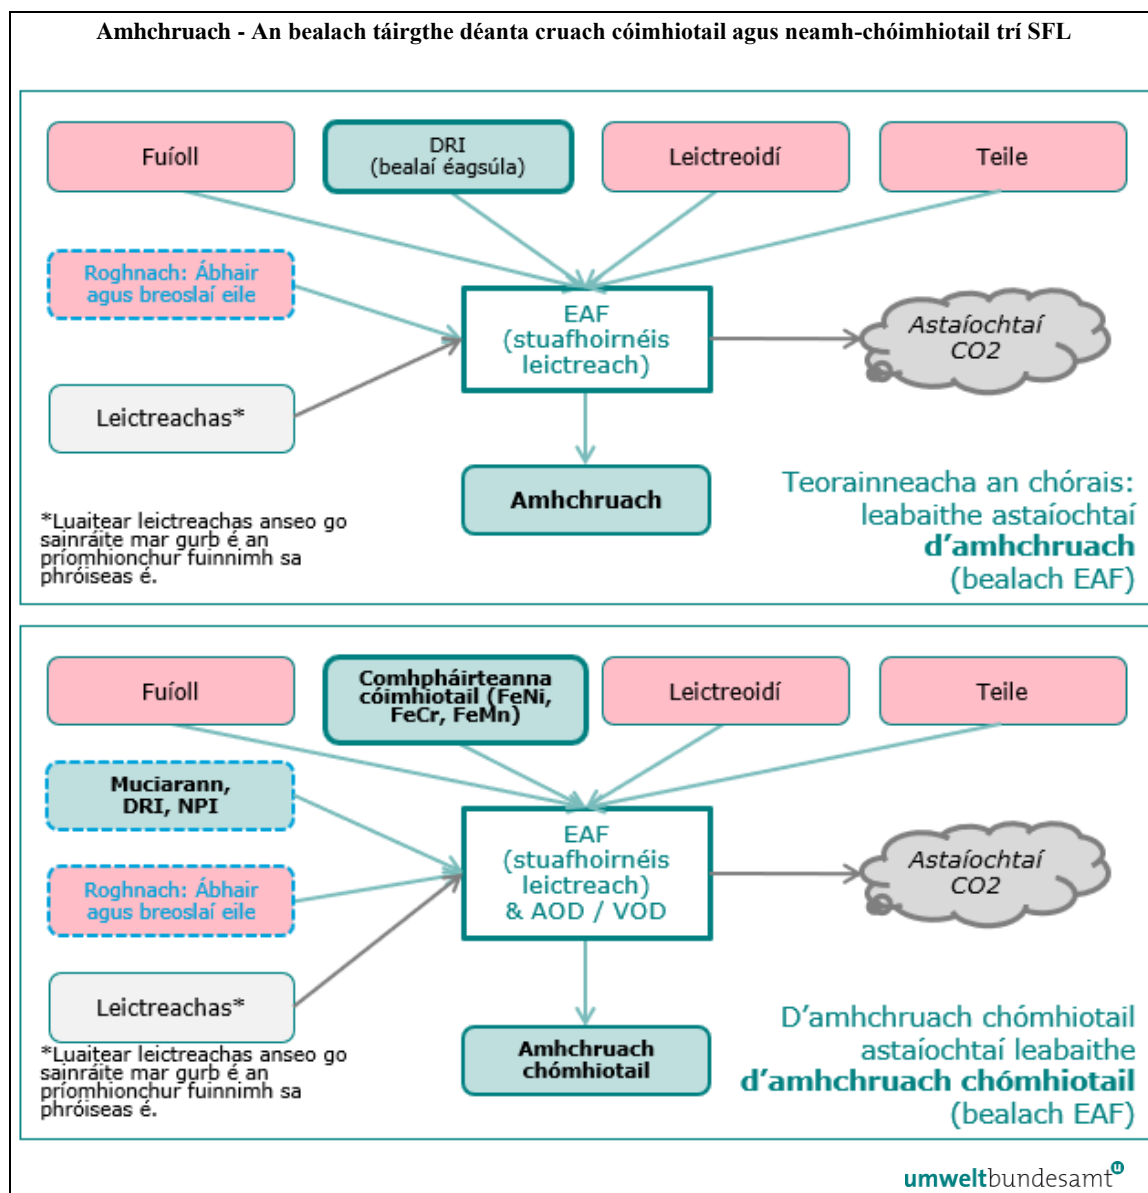 Amhchruach - An bealach táirgthe déanta cruach cóimhiotail agus neamh-chóimhiotail trí SFL
Fuíoll
DRI
(bealaí éagsúla)
Leictreoidí
Teile
Roghnach: Ábhair
agus breoslaí eile
EAF
(stuafhoirnéis
leictreach)
Astaíochtaí
CO2
Leictreachas*
Amhchruach
*Luaitear leictreachas anseo go
sainráite mar gurb é an
príomhionchur fuinnimh sa
phróiseas é.
Teorainneacha an chórais:
leabaithe astaíochtaí
d'amhchruach
(bealach EAF)
Fuíoll
Comhpháirteanna
cóimhiotail (FeNi,
FeCr, FeMn)
Leictreoidí
Teile
Muciarann,
DRI, NPI
Roghnach: Ábhair
agus breoslaí eile
EAF
(stuafhoirnéis
leictreach)
& AOD / VOD
Astaíochtaí
CO2
Leictreachas*
*Luaitear leictreachas anseo go
sainráite mar gurb é an
príomhionchur fuinnimh sa
phróiseas é.
Amhchruach
chómhiotail
D'amhchruach chómhiotail
astaíochtaí leabaithe
d'amhchruach chómhiotail
(bealach EAF)
umweltbundesamt